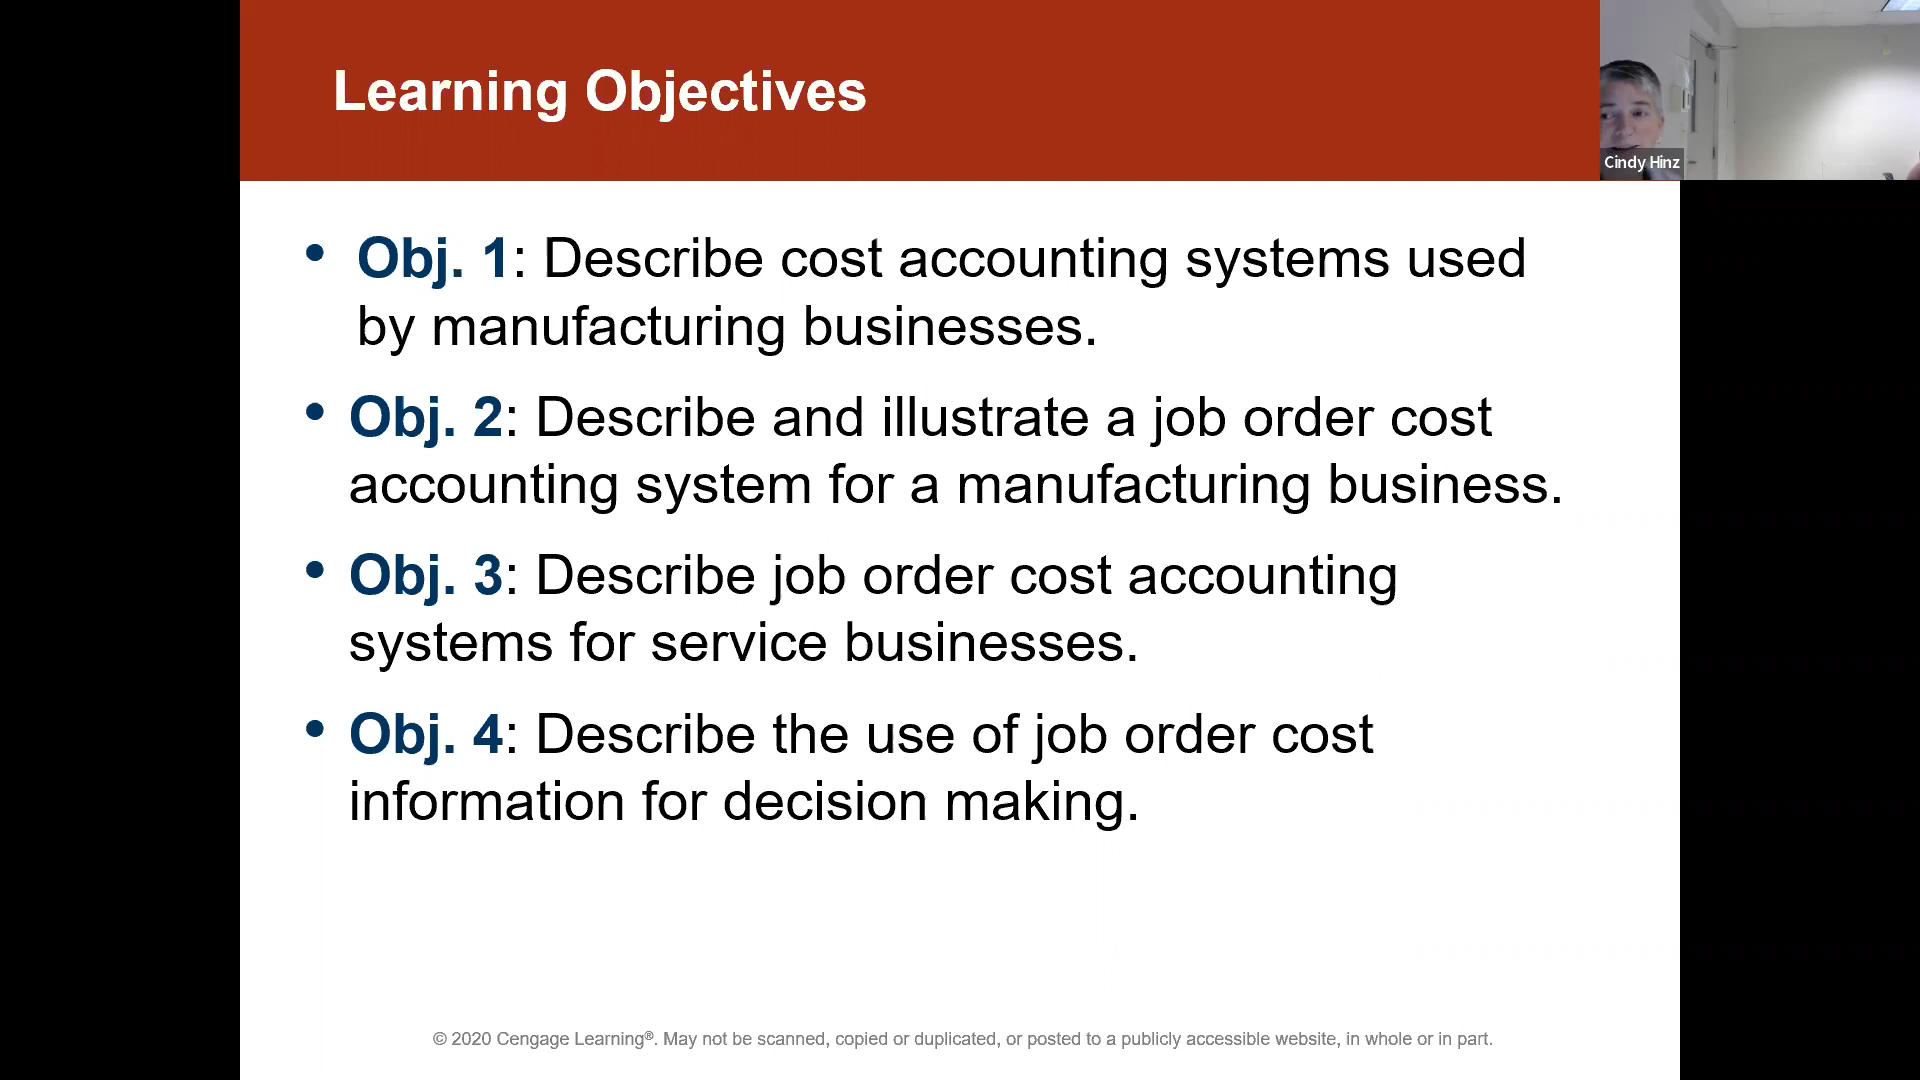 Learning Objectives
Cindy Hinz
• Obj. 1: Describe cost accounting systems used
by manufacturing businesses.
• Obj. 2: Describe and illustrate a job order cost
accounting system for a manufacturing business.
• Obj. 3: Describe job order cost accounting
systems for service businesses.
• Obj. 4: Describe the use of job order cost
information for decision making.
© 2020 Cengage Learning®. May not be scanned, copied or duplicated, or posted to a publicly accessible website, in whole or in part.